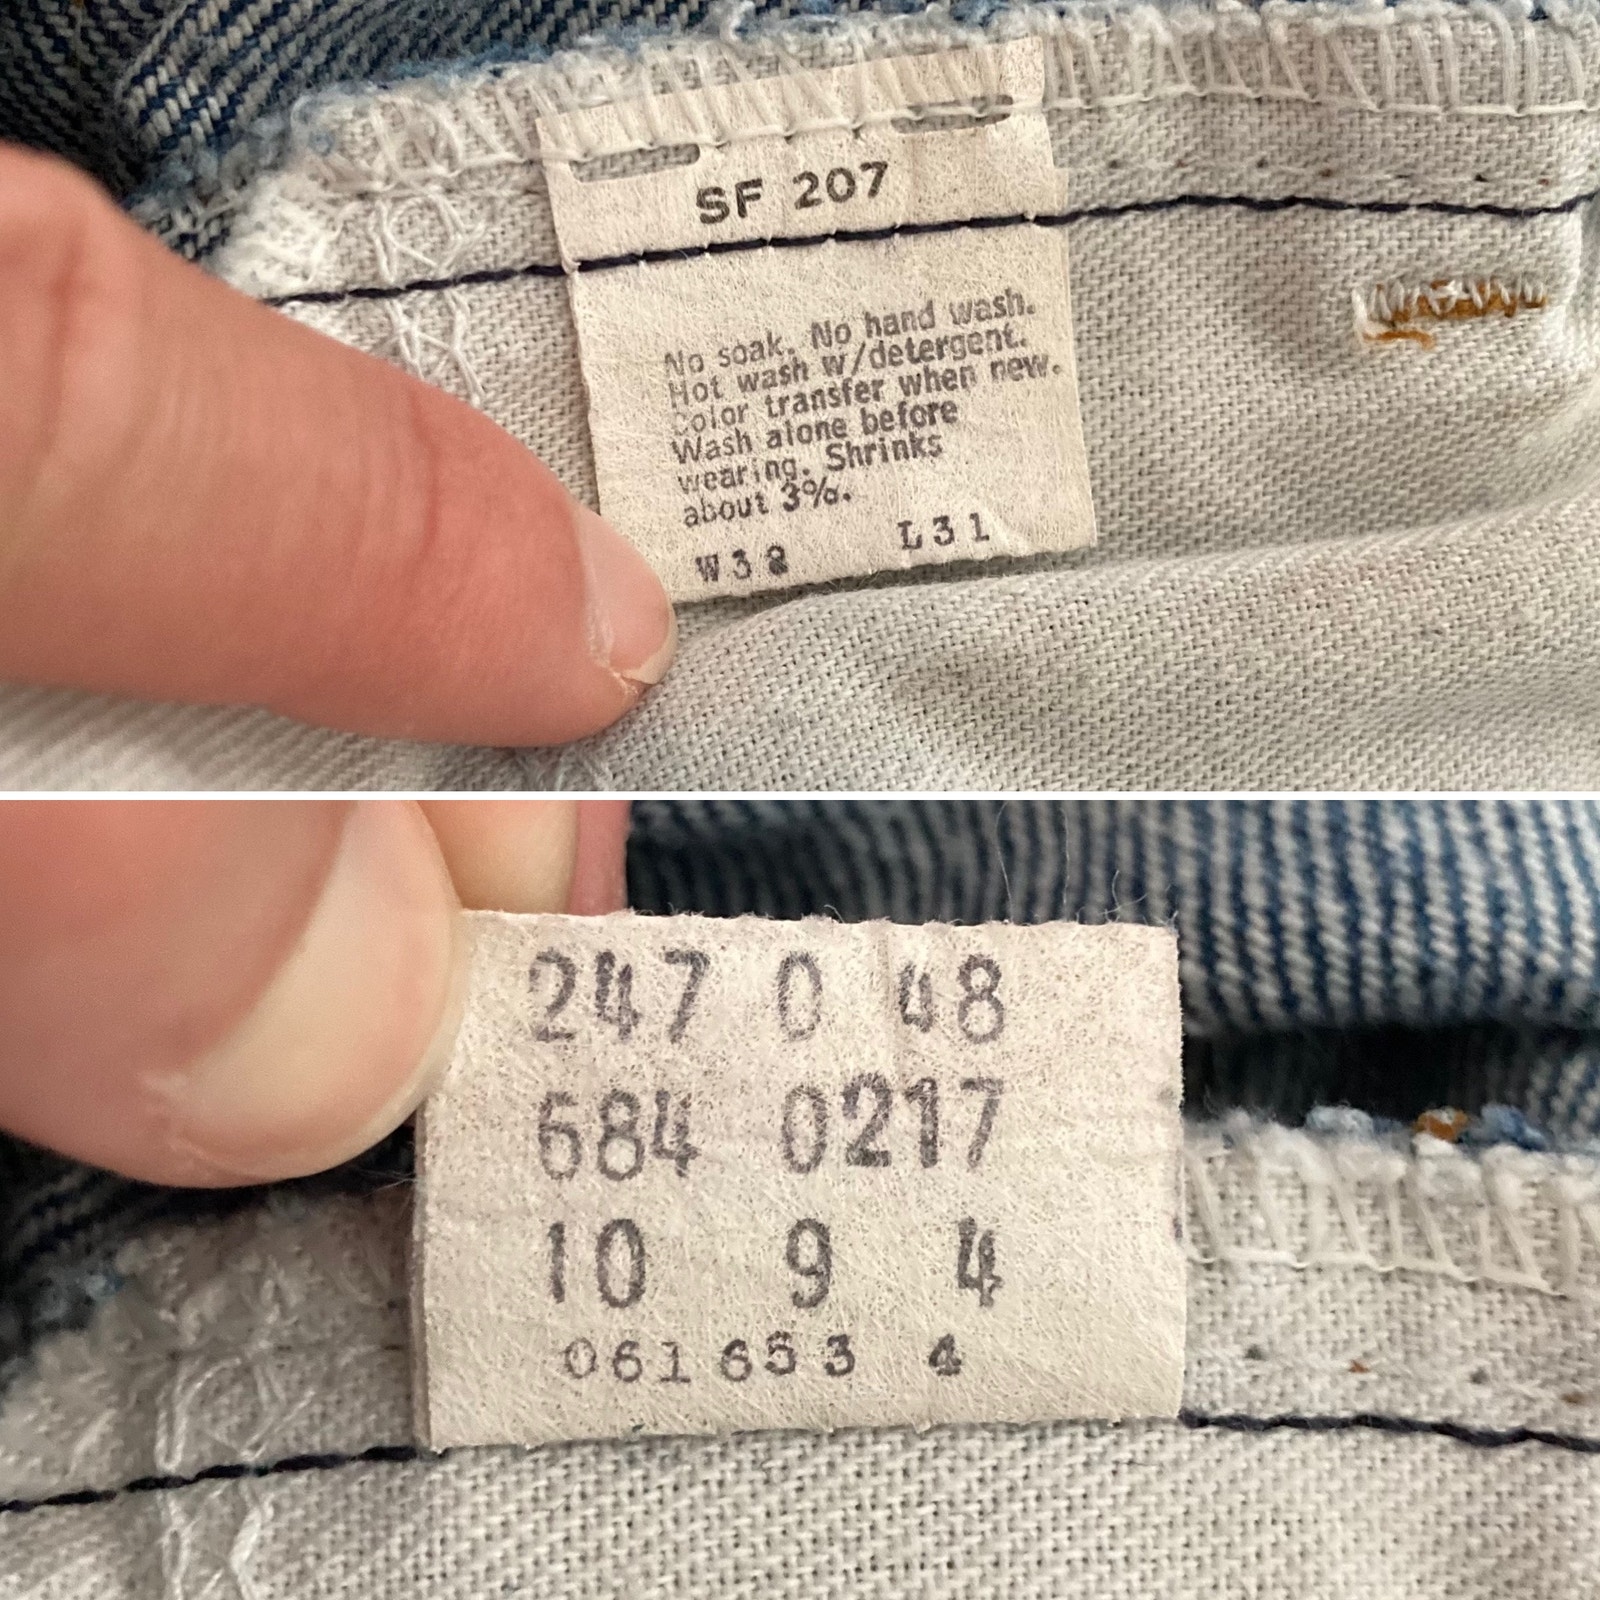 SF 207
No soak. No hand wash.
Hot wash w/detergent.
Color transfer when new.
Wash alone before
wearing. Shrinks
about 3%.
W38 L31
247 0 48
684 0217
10 9 4
061653 4